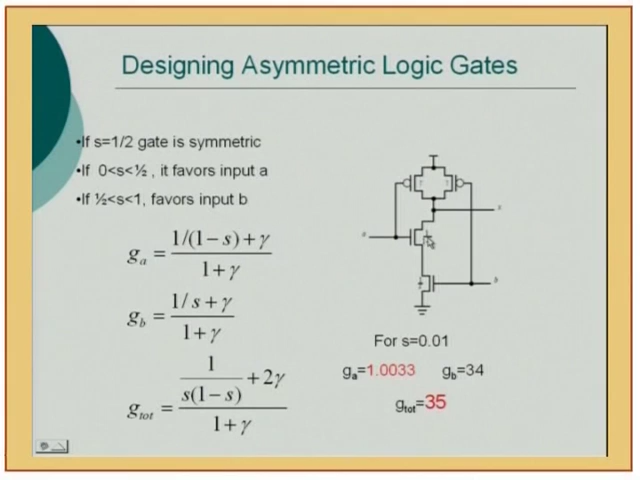 Designing Asymmetric Logic Gates
•If s=1/2 gate is symmetric
•If 0<s<½ , it favors input a
•If ½<s<1, favors input b
gₐ = (1/(1−s)+γ)/(1+γ)
g_b = (1/s+γ)/(1+γ)
g_tot = (1/(s(1−s))+2γ)/(1+γ)
a
x
b
For s=0.01
gₐ=1.0033 g_b=34
g_tot=35